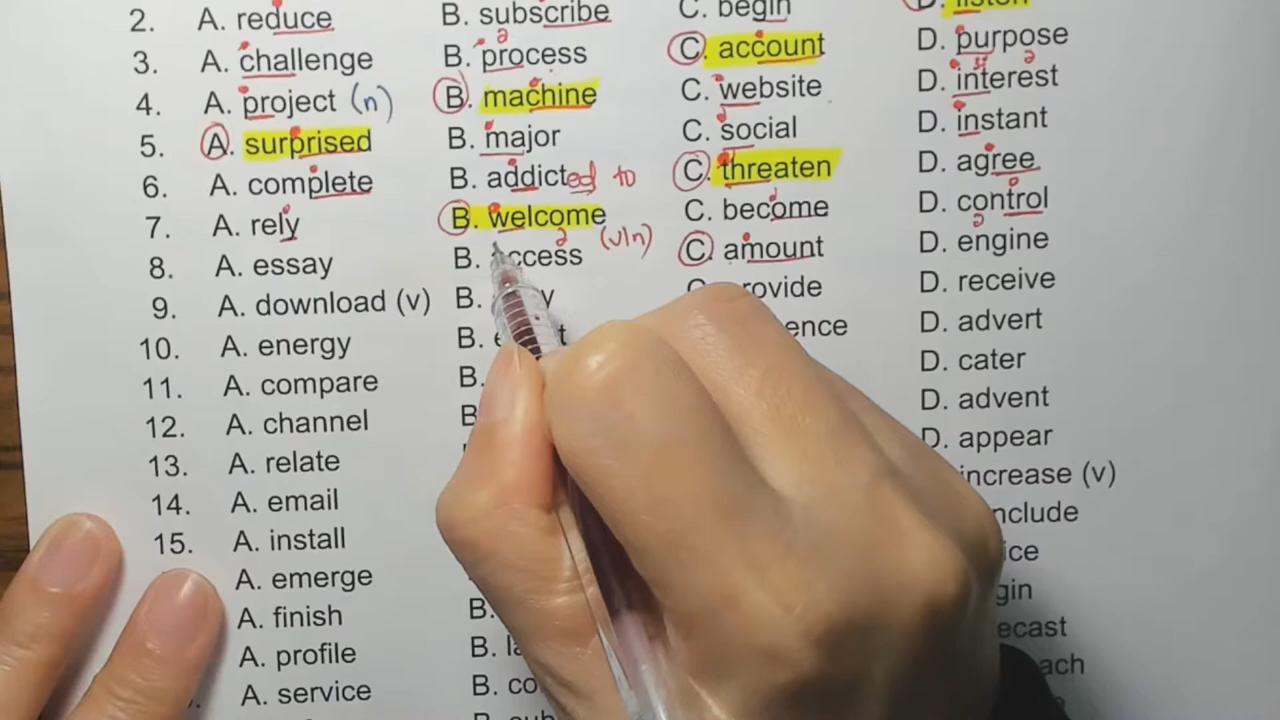 2. A. reduce B. subscribe C. begin D. listen
3. A. challenge B. process C. account D. purpose
4. A. project (n) B. machine C. website D. interest
5. A. surprised B. major C. social D. instant
6. A. complete B. addicted to C. threaten D. agree
7. A. rely B. welcome C. become D. control
8. A. essay B. access (v/n) C. amount D. engine
9. A. download (v) B. D. receive
10. A. energy B. D. advert
11. A. compare B. D. cater
12. A. channel B D. advent
13. A. relate D. appear
14. A. email increase (v)
15. A. install
A. emerge
A. finish B.
A. profile B.
A. service B.